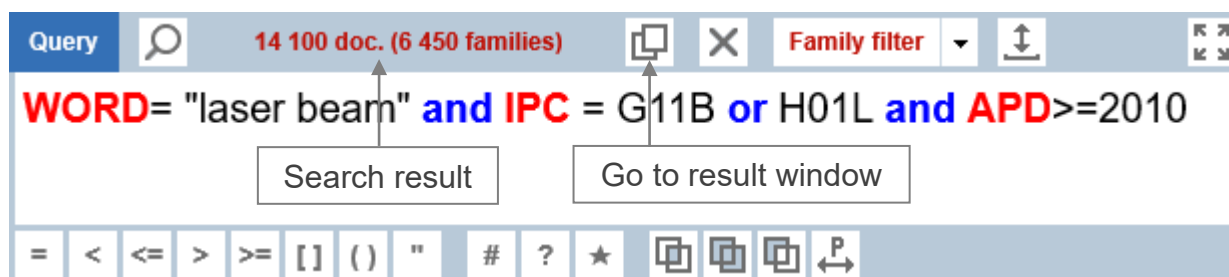 Query 14 100 doc. (6 450 families) Family filter
WORD= "laser beam" and IPC = G11B or H01L and APD>=2010
Search result Go to result window
= < <= > >= [ ] ( ) " # ? ★ P